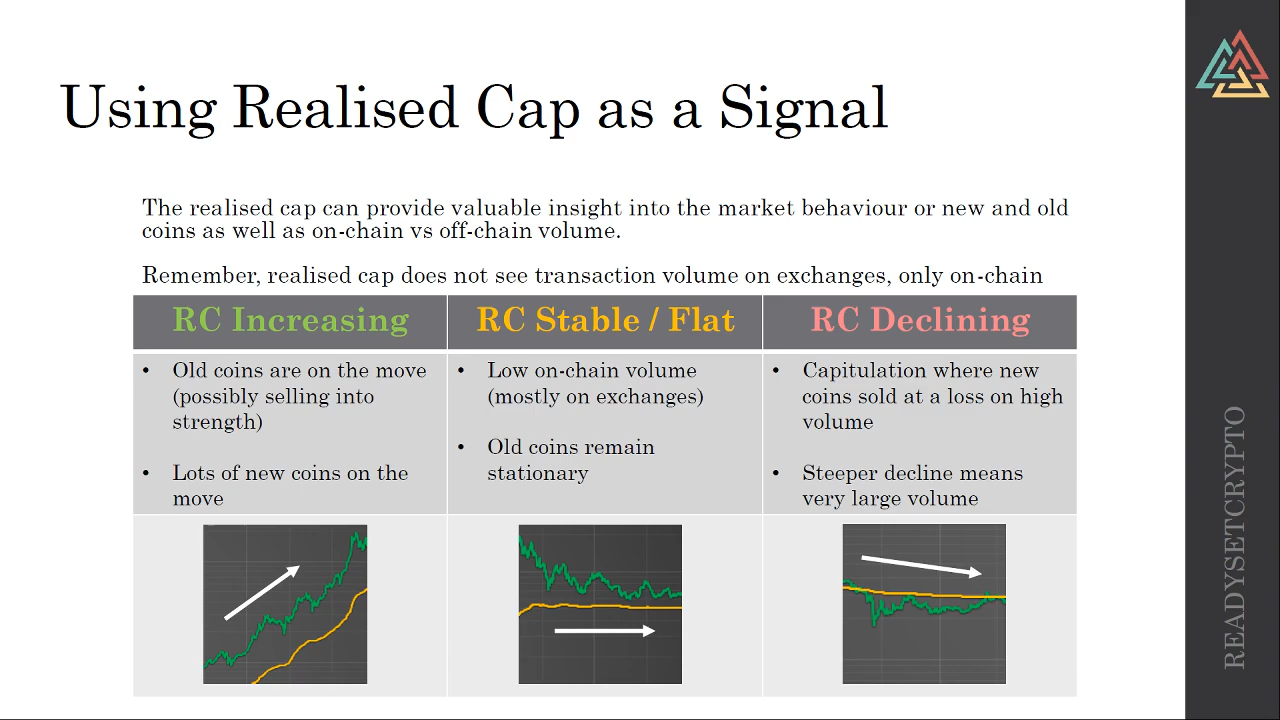 Using Realised Cap as a Signal
The realised cap can provide valuable insight into the market behaviour or new and old
coins as well as on-chain vs off-chain volume.
Remember, realised cap does not see transaction volume on exchanges, only on-chain
RC Increasing
• Old coins are on the move
(possibly selling into
strength)
• Lots of new coins on the
move
RC Stable / Flat
• Low on-chain volume
(mostly on exchanges)
• Old coins remain
stationary
RC Declining
• Capitulation where new
coins sold at a loss on high
volume
• Steeper decline means
very large volume
READYSETCRYPTO